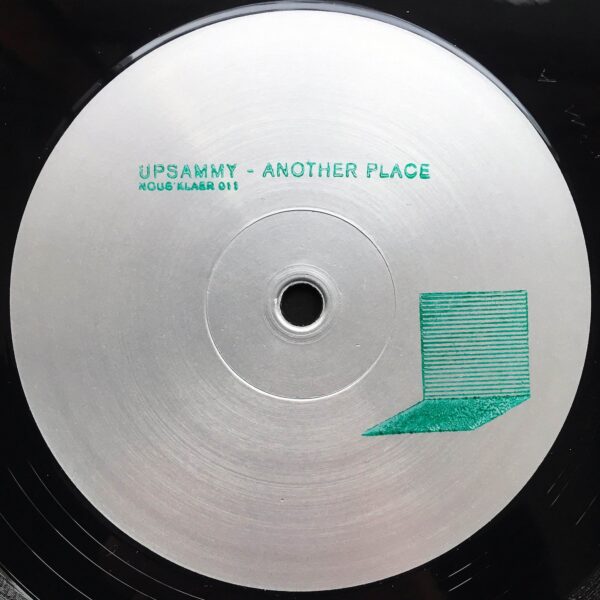 UPSAMMY - ANOTHER PLACE
NOUS'KLAER 011